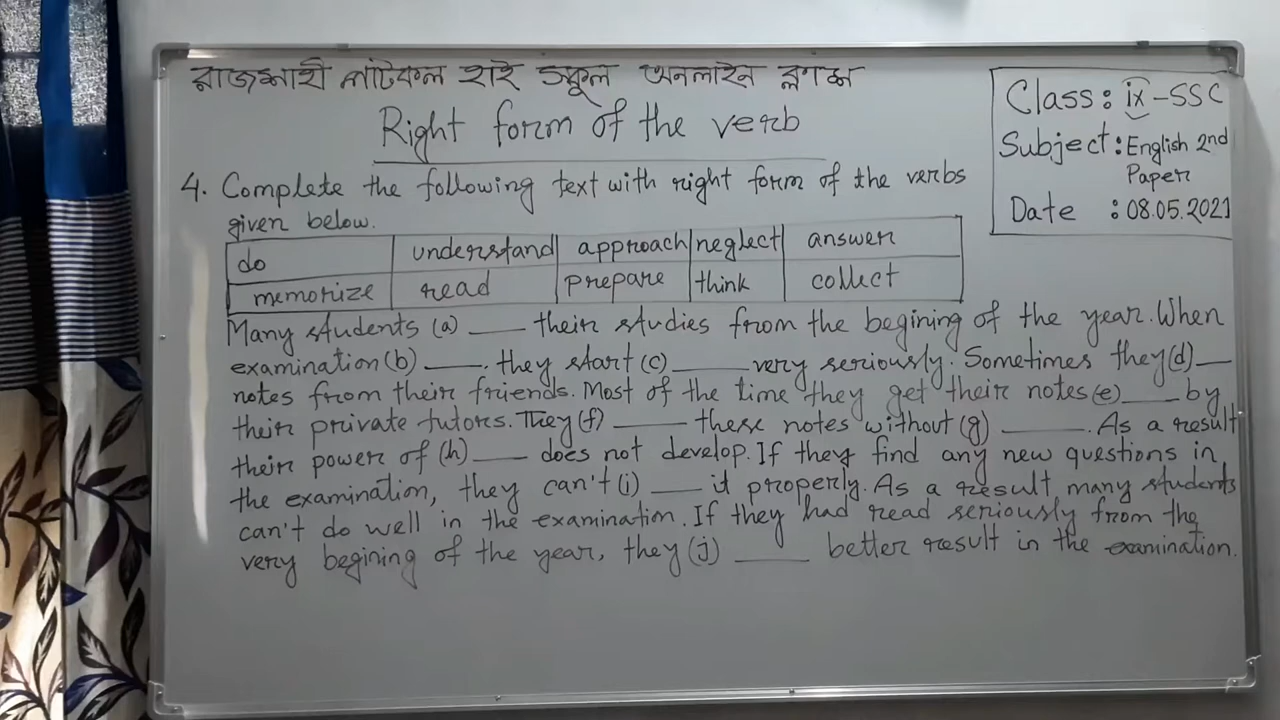 রাজশাহী লটিকল হাই স্কুল অনলাইন ক্লাস
Right form of the verb
Class: ix-SSC
Subject: English 2nd
Paper
Date : 08.05.2021
4. Complete the following text with right form of the verbs
given below.
do understand approach neglect answer
memorize read prepare think collect
Many students (a) ___ their studies from the begining of the year. When
examination (b) ___. they start (c) ___ very seriously. Sometimes they (d) ___
notes from their friends. Most of the time they get their notes (e) ___ by
their private tutors. They (f) ___ these notes without (g) ___. As a result
their power of (h) ___ does not develop. If they find any new questions in
the examination, they can't (i) ___ it properly. As a result many students
can't do well in the examination. If they had read seriously from the
very begining of the year, they (j) ___ better result in the examination.